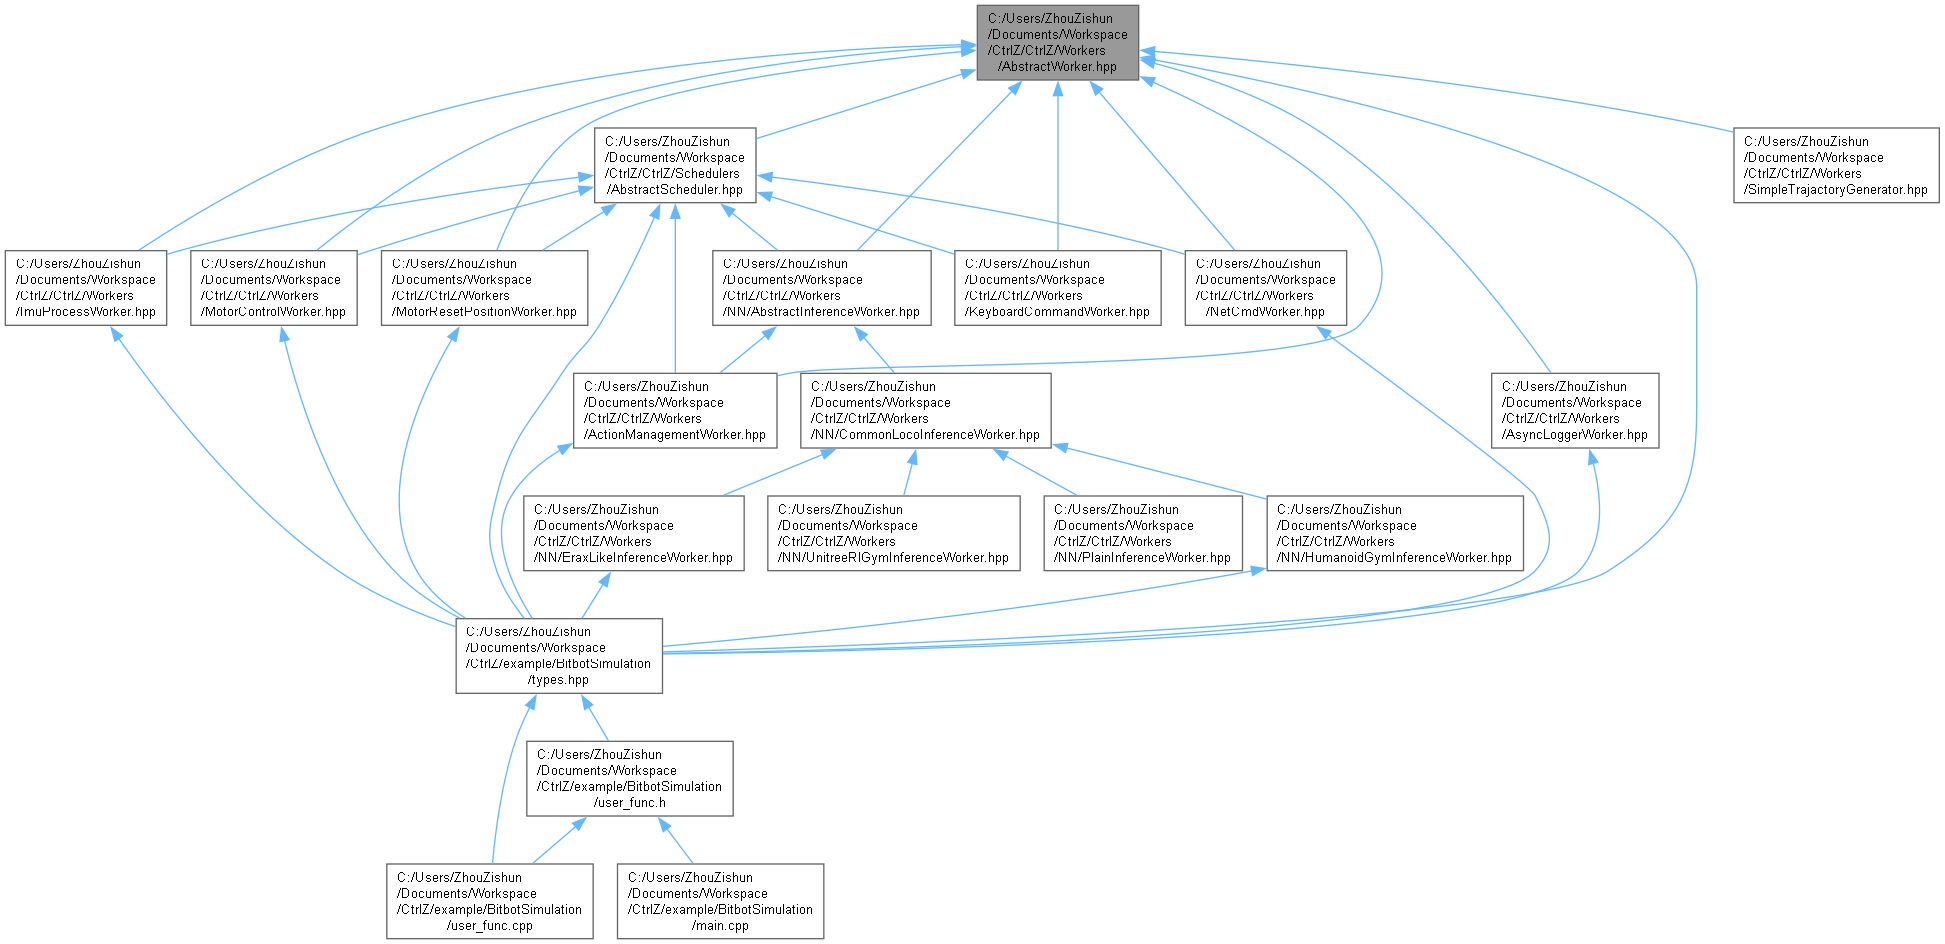 C:/Users/ZhouZishun
/Documents/Workspace
/CtrlZ/CtrlZ/Workers
/AbstractWorker.hpp
C:/Users/ZhouZishun
/Documents/Workspace
/CtrlZ/CtrlZ/Schedulers
/AbstractScheduler.hpp
C:/Users/ZhouZishun
/Documents/Workspace
/CtrlZ/CtrlZ/Workers
/SimpleTrajactoryGenerator.hpp
C:/Users/ZhouZishun
/Documents/Workspace
/CtrlZ/CtrlZ/Workers
/ImuProcessWorker.hpp
C:/Users/ZhouZishun
/Documents/Workspace
/CtrlZ/CtrlZ/Workers
/MotorControlWorker.hpp
C:/Users/ZhouZishun
/Documents/Workspace
/CtrlZ/CtrlZ/Workers
/MotorResetPositionWorker.hpp
C:/Users/ZhouZishun
/Documents/Workspace
/CtrlZ/CtrlZ/Workers
/NN/AbstractInferenceWorker.hpp
C:/Users/ZhouZishun
/Documents/Workspace
/CtrlZ/CtrlZ/Workers
/KeyboardCommandWorker.hpp
C:/Users/ZhouZishun
/Documents/Workspace
/CtrlZ/CtrlZ/Workers
/NetCmdWorker.hpp
C:/Users/ZhouZishun
/Documents/Workspace
/CtrlZ/CtrlZ/Workers
/ActionManagementWorker.hpp
C:/Users/ZhouZishun
/Documents/Workspace
/CtrlZ/CtrlZ/Workers
/NN/CommonLocoInferenceWorker.hpp
C:/Users/ZhouZishun
/Documents/Workspace
/CtrlZ/CtrlZ/Workers
/AsyncLoggerWorker.hpp
C:/Users/ZhouZishun
/Documents/Workspace
/CtrlZ/CtrlZ/Workers
/NN/EraxLikeInferenceWorker.hpp
C:/Users/ZhouZishun
/Documents/Workspace
/CtrlZ/CtrlZ/Workers
/NN/UnitreeRlGymInferenceWorker.hpp
C:/Users/ZhouZishun
/Documents/Workspace
/CtrlZ/CtrlZ/Workers
/NN/PlainInferenceWorker.hpp
C:/Users/ZhouZishun
/Documents/Workspace
/CtrlZ/CtrlZ/Workers
/NN/HumanoidGymInferenceWorker.hpp
C:/Users/ZhouZishun
/Documents/Workspace
/CtrlZ/example/BitbotSimulation
/types.hpp
C:/Users/ZhouZishun
/Documents/Workspace
/CtrlZ/example/BitbotSimulation
/user_func.h
C:/Users/ZhouZishun
/Documents/Workspace
/CtrlZ/example/BitbotSimulation
/user_func.cpp
C:/Users/ZhouZishun
/Documents/Workspace
/CtrlZ/example/BitbotSimulation
/main.cpp